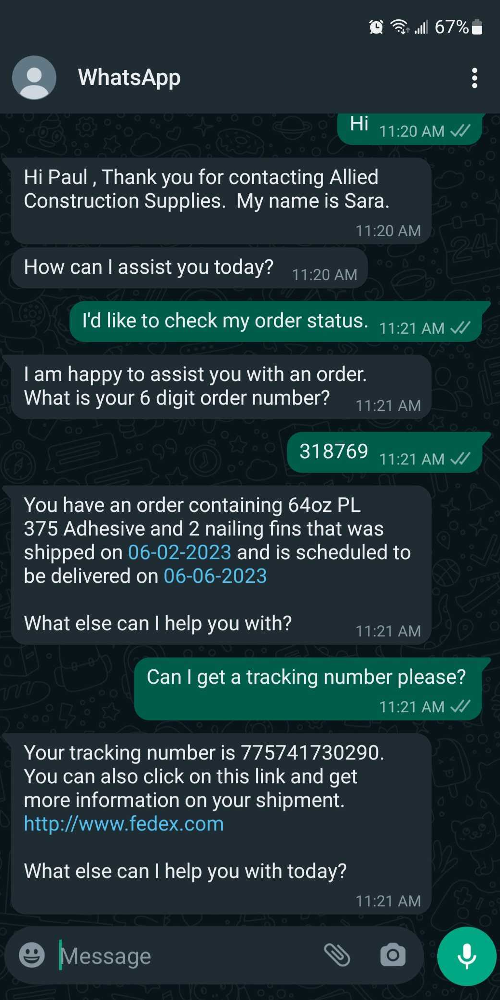 67%
WhatsApp
Hi 11:20 AM
Hi Paul , Thank you for contacting Allied
Construction Supplies.  My name is Sara.
11:20 AM
How can I assist you today? 11:20 AM
I'd like to check my order status. 11:21 AM
I am happy to assist you with an order.
What is your 6 digit order number? 11:21 AM
318769 11:21 AM
You have an order containing 64oz PL
375 Adhesive and 2 nailing fins that was
shipped on 06-02-2023 and is scheduled to
be delivered on 06-06-2023
What else can I help you with? 11:21 AM
Can I get a tracking number please?
11:21 AM
Your tracking number is 775741730290.
You can also click on this link and get
more information on your shipment.
http://www.fedex.com
What else can I help you with today?
11:21 AM
Message